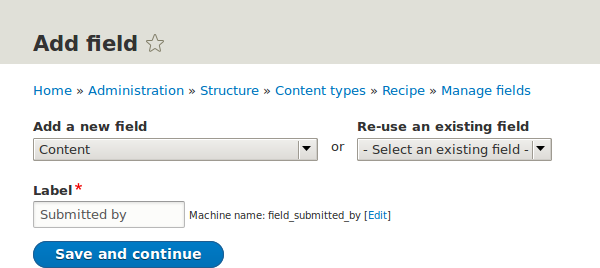 Add field
Home » Administration » Structure » Content types » Recipe » Manage fields
Add a new field
Content
or
Re-use an existing field
- Select an existing field -
Label*
Submitted by
Machine name: field_submitted_by [Edit]
Save and continue